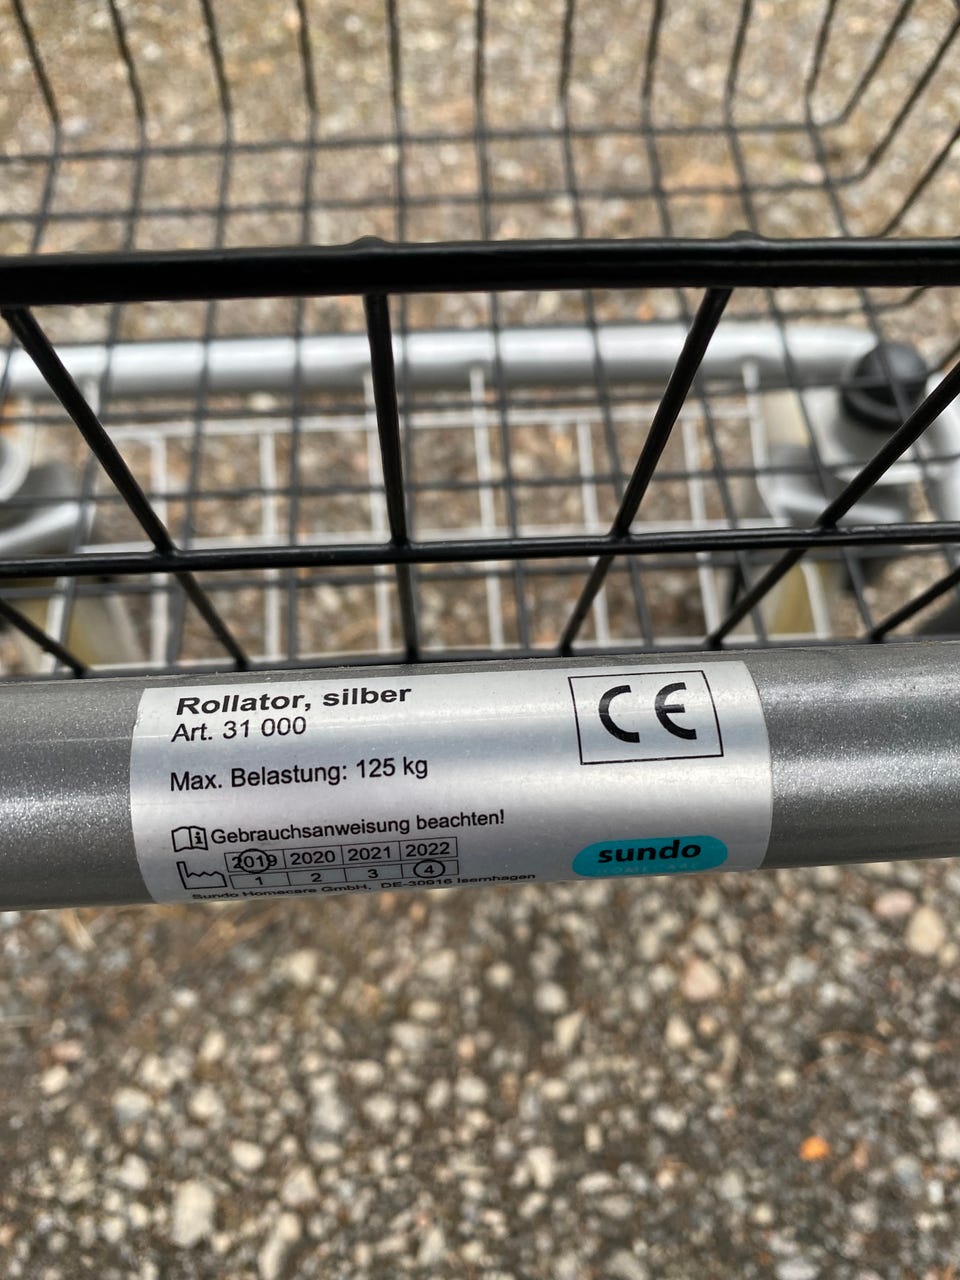 Rollator, silber
Art. 31 000
CE
Max. Belastung: 125 kg
Gebrauchsanweisung beachten!
2019 2020 2021 2022
1 2 3 4
Sundo Homecare GmbH, DE-30916 Isernhagen
sundo